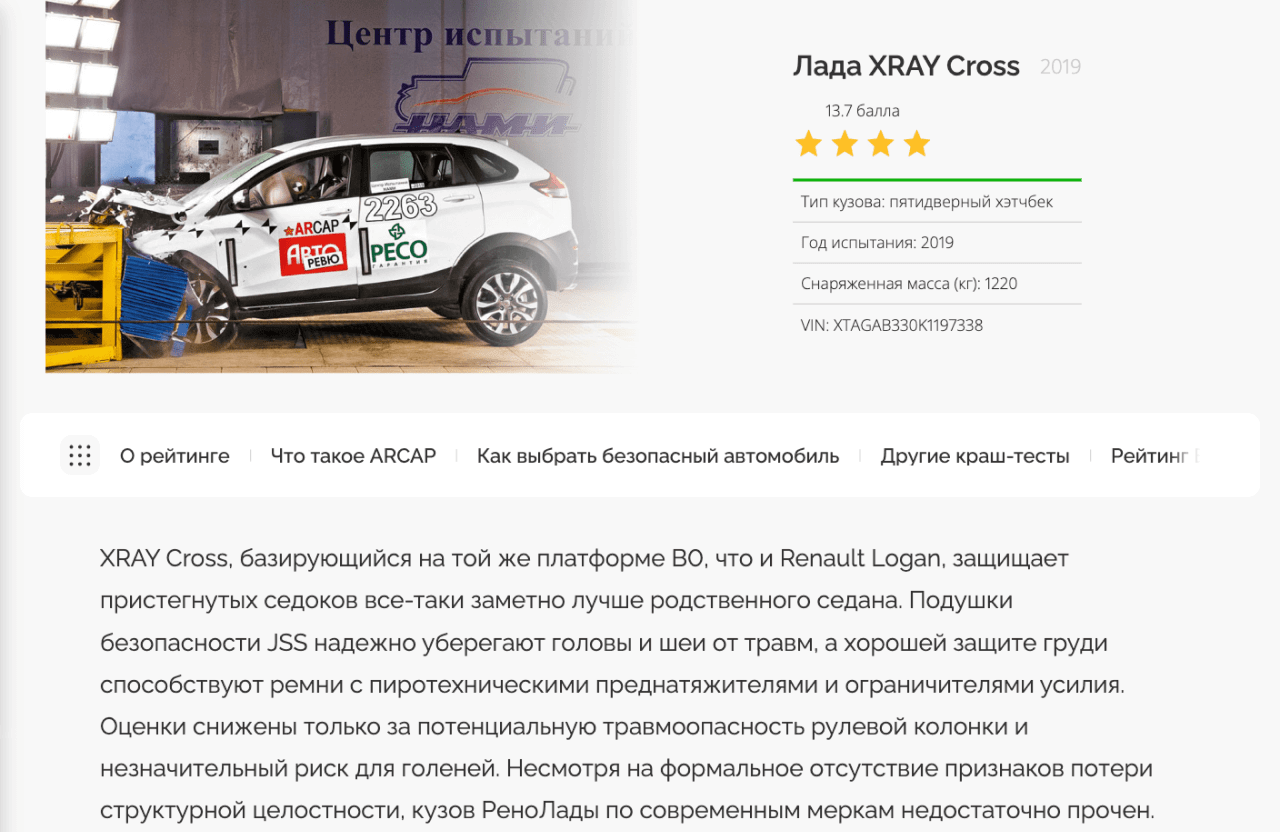 Центр испытаний
НАМИ
2263
ARCAP
АВТО
РЕВЮ
РЕСО
ГАРАНТИЯ
Лада XRAY Cross 2019
13.7 балла
Тип кузова: пятидверный хэтчбек
Год испытания: 2019
Снаряженная масса (кг): 1220
VIN: XTAGAB330K1197338
О рейтинге
Что такое ARCAP
Как выбрать безопасный автомобиль
Другие краш-тесты
Рейтинг
XRAY Cross, базирующийся на той же платформе B0, что и Renault Logan, защищает
пристегнутых седоков все-таки заметно лучше родственного седана. Подушки
безопасности JSS надежно уберегают головы и шеи от травм, а хорошей защите груди
способствуют ремни с пиротехническими преднатяжителями и ограничителями усилия.
Оценки снижены только за потенциальную травмоопасность рулевой колонки и
незначительный риск для голеней. Несмотря на формальное отсутствие признаков потери
структурной целостности, кузов РеноЛады по современным меркам недостаточно прочен.